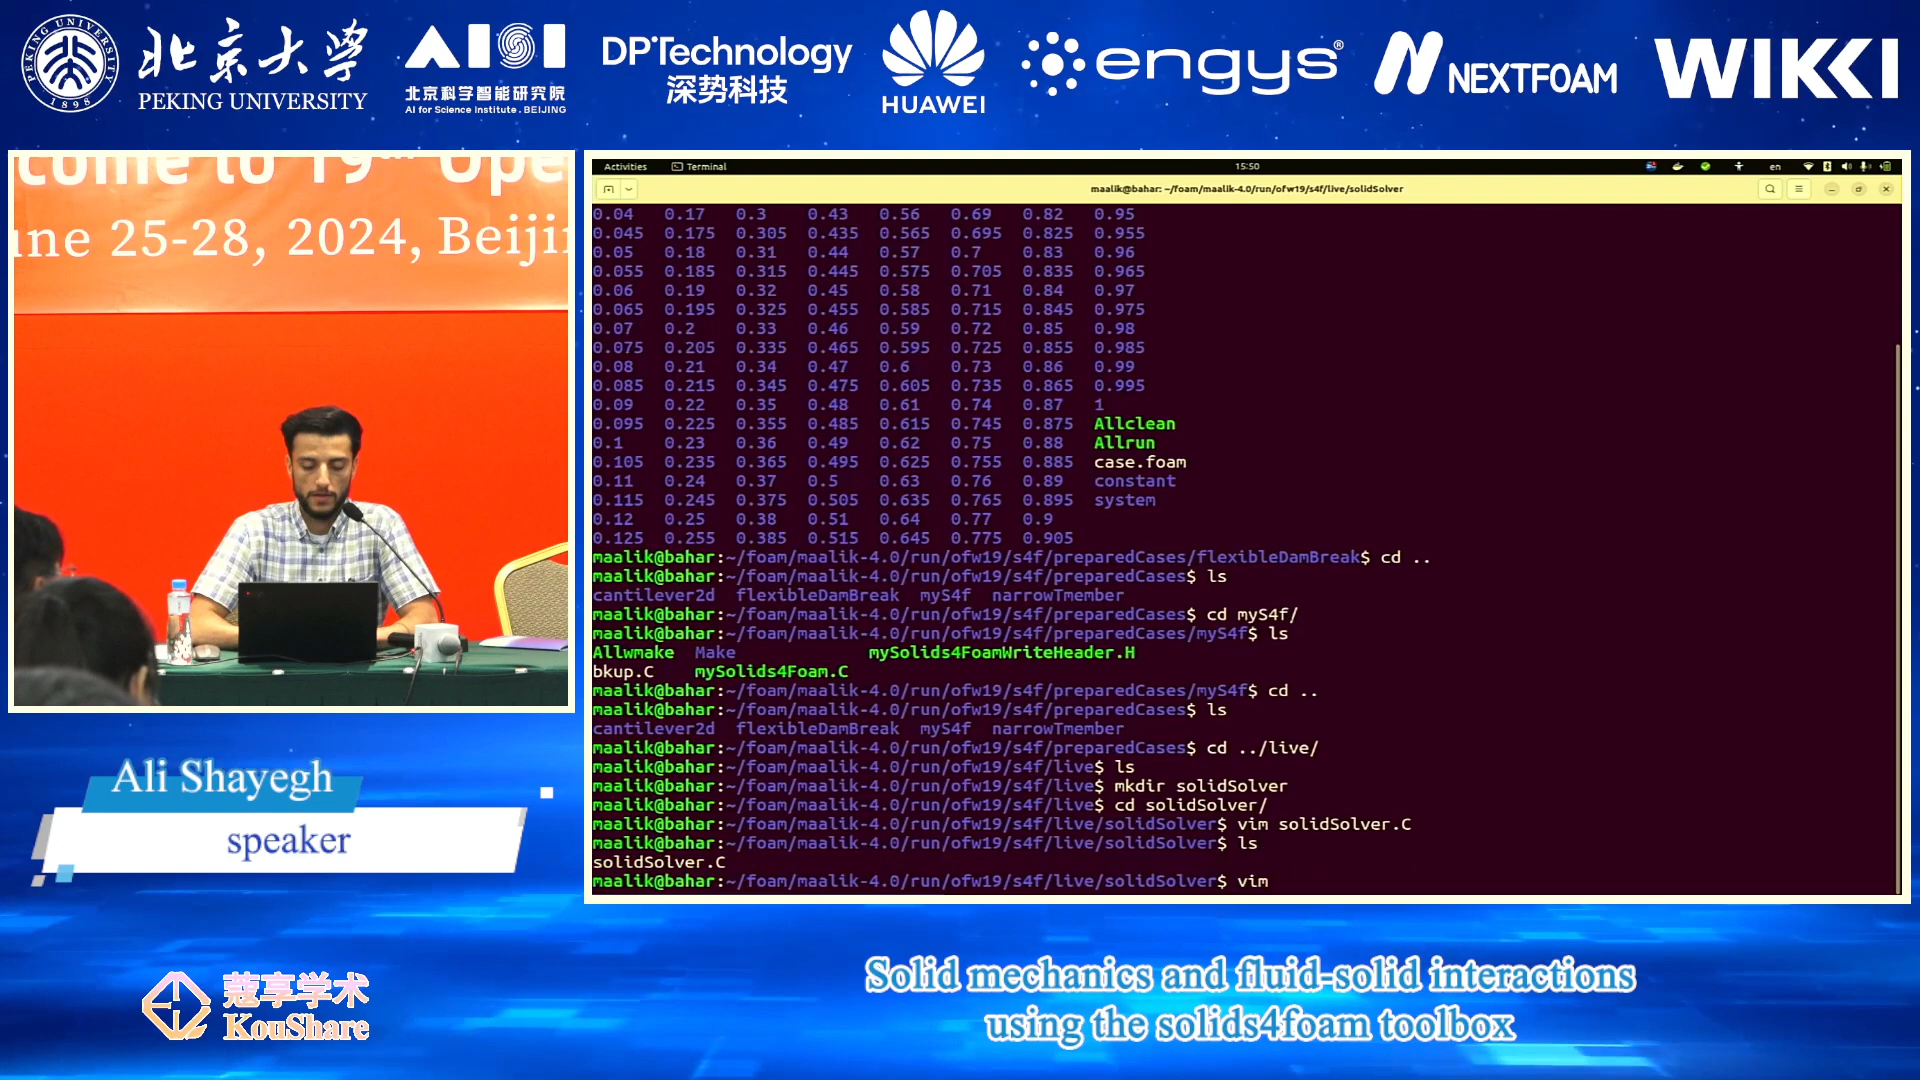 PEKING UNIVERSITY
1898
北京大学
PEKING UNIVERSITY
AISI
北京科学智能研究院
AI for Science Institute, BEIJING
DP Technology
深势科技
HUAWEI
engys®
NEXTFOAM
WIKKI
come to 19th Ope
une 25-28, 2024, Beijin
Activities Terminal 15:50 en
maalik@bahar: ~/foam/maalik-4.0/run/ofw19/s4f/live/solidSolver
0.04 0.17 0.3 0.43 0.56 0.69 0.82 0.95
0.045 0.175 0.305 0.435 0.565 0.695 0.825 0.955
0.05 0.18 0.31 0.44 0.57 0.7 0.83 0.96
0.055 0.185 0.315 0.445 0.575 0.705 0.835 0.965
0.06 0.19 0.32 0.45 0.58 0.71 0.84 0.97
0.065 0.195 0.325 0.455 0.585 0.715 0.845 0.975
0.07 0.2 0.33 0.46 0.59 0.72 0.85 0.98
0.075 0.205 0.335 0.465 0.595 0.725 0.855 0.985
0.08 0.21 0.34 0.47 0.6 0.73 0.86 0.99
0.085 0.215 0.345 0.475 0.605 0.735 0.865 0.995
0.09 0.22 0.35 0.48 0.61 0.74 0.87 1
0.095 0.225 0.355 0.485 0.615 0.745 0.875 Allclean
0.1 0.23 0.36 0.49 0.62 0.75 0.88 Allrun
0.105 0.235 0.365 0.495 0.625 0.755 0.885 case.foam
0.11 0.24 0.37 0.5 0.63 0.76 0.89 constant
0.115 0.245 0.375 0.505 0.635 0.765 0.895 system
0.12 0.25 0.38 0.51 0.64 0.77 0.9
0.125 0.255 0.385 0.515 0.645 0.775 0.905
maalik@bahar:~/foam/maalik-4.0/run/ofw19/s4f/preparedCases/flexibleDamBreak$ cd ..
maalik@bahar:~/foam/maalik-4.0/run/ofw19/s4f/preparedCases$ ls
cantilever2d flexibleDamBreak myS4f narrowTmember
maalik@bahar:~/foam/maalik-4.0/run/ofw19/s4f/preparedCases$ cd myS4f/
maalik@bahar:~/foam/maalik-4.0/run/ofw19/s4f/preparedCases/myS4f$ ls
Allwmake Make mySolids4FoamWriteHeader.H
bkup.C mySolids4Foam.C
maalik@bahar:~/foam/maalik-4.0/run/ofw19/s4f/preparedCases/myS4f$ cd ..
maalik@bahar:~/foam/maalik-4.0/run/ofw19/s4f/preparedCases$ ls
cantilever2d flexibleDamBreak myS4f narrowTmember
maalik@bahar:~/foam/maalik-4.0/run/ofw19/s4f/preparedCases$ cd ../live/
maalik@bahar:~/foam/maalik-4.0/run/ofw19/s4f/live$ ls
maalik@bahar:~/foam/maalik-4.0/run/ofw19/s4f/live$ mkdir solidSolver
maalik@bahar:~/foam/maalik-4.0/run/ofw19/s4f/live$ cd solidSolver/
maalik@bahar:~/foam/maalik-4.0/run/ofw19/s4f/live/solidSolver$ vim solidSolver.C
maalik@bahar:~/foam/maalik-4.0/run/ofw19/s4f/live/solidSolver$ ls
solidSolver.C
maalik@bahar:~/foam/maalik-4.0/run/ofw19/s4f/live/solidSolver$ vim
Ali Shayegh
speaker
蔻享学术
KouShare
Solid mechanics and fluid-solid interactions
using the solids4foam toolbox